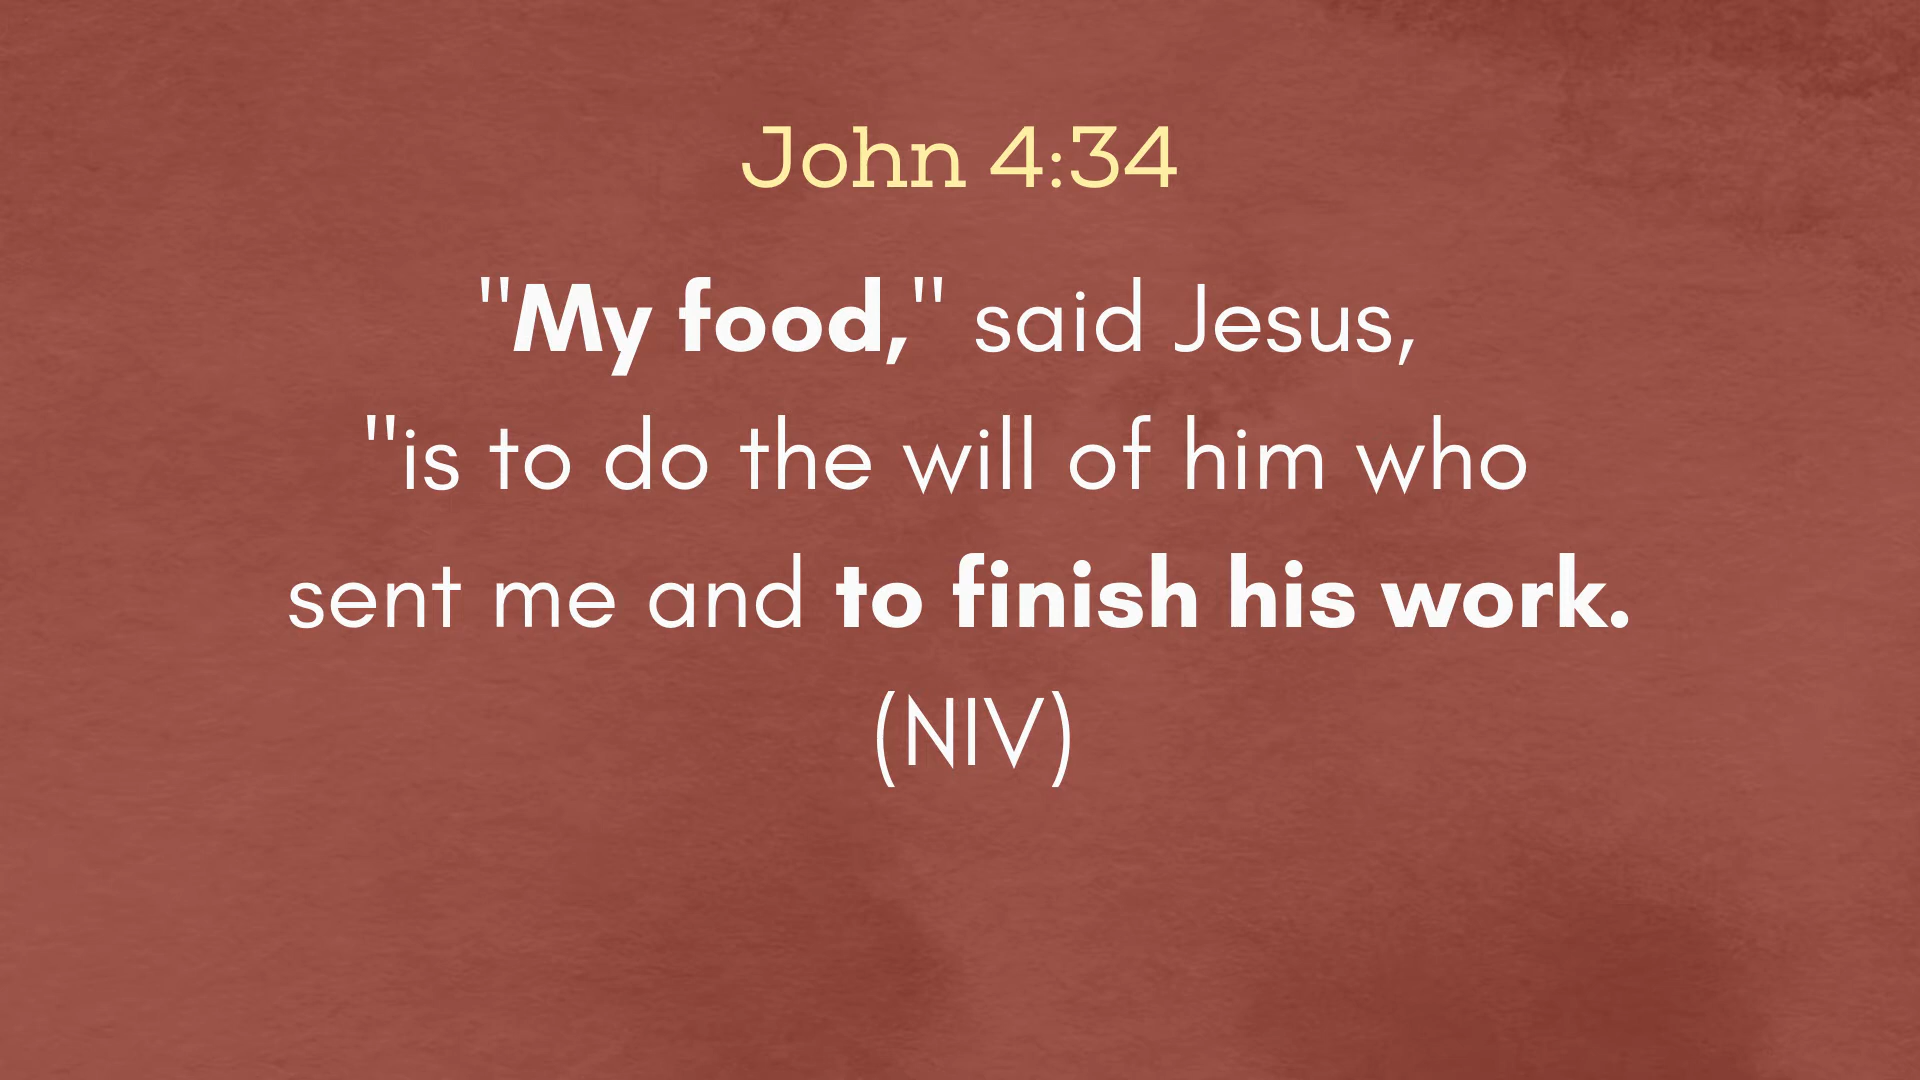 John 4:34
"My food," said Jesus,
"is to do the will of him who
sent me and to finish his work.
(NIV)